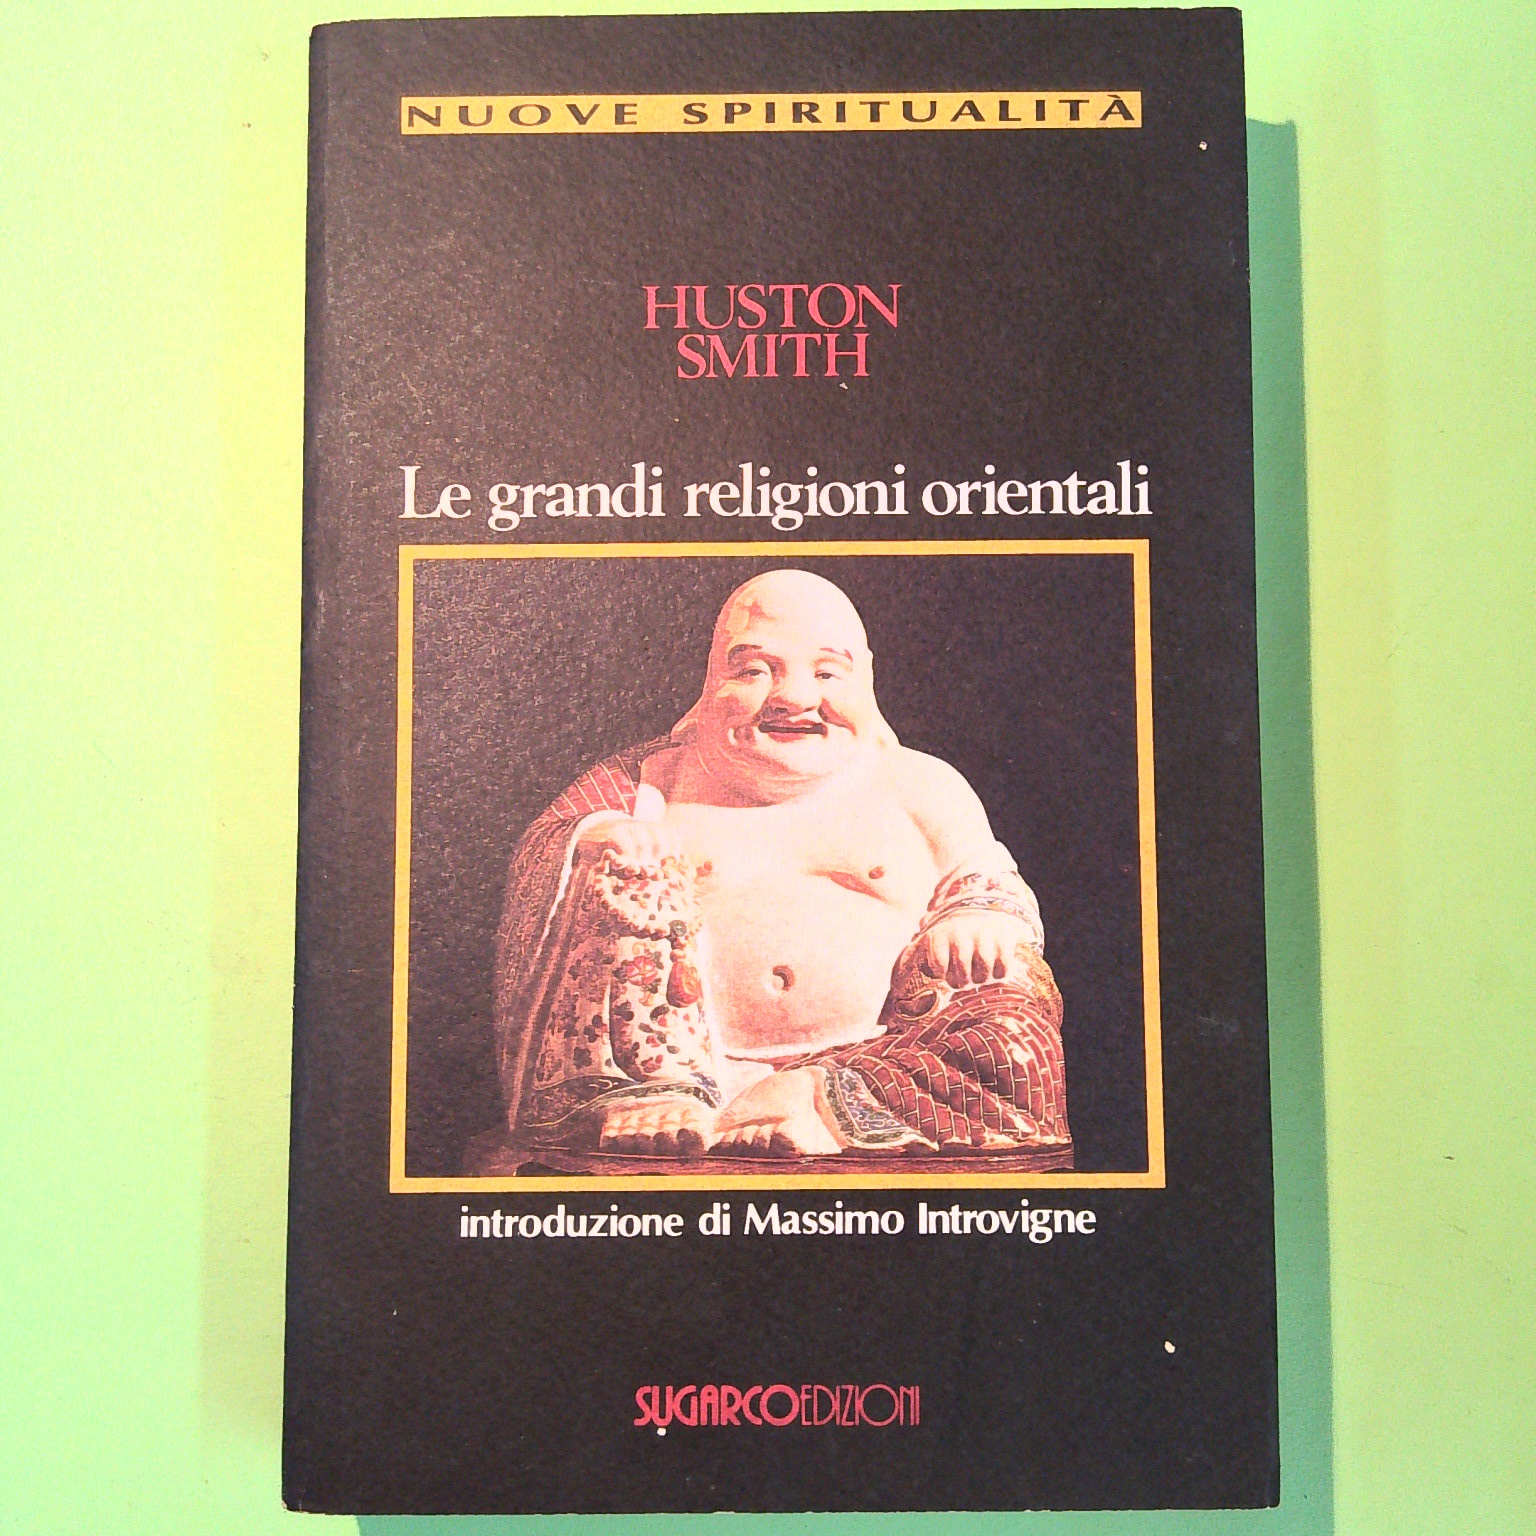 NUOVE SPIRITUALITÀ
HUSTON
SMITH
Le grandi religioni orientali
introduzione di Massimo Introvigne
SUGARCOEDIZIONI